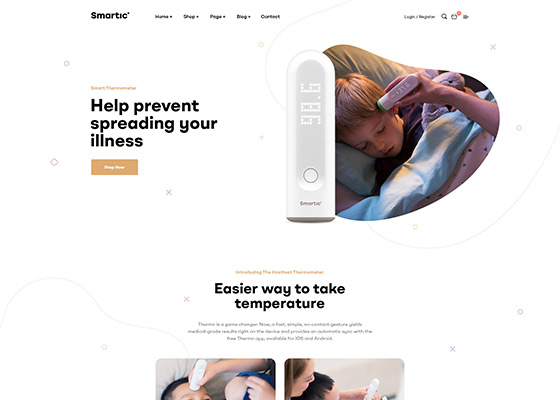 Smartic®
Home Shop Page Blog Contact
Login / Register
Smart Thermometer
Help prevent
spreading your
illness
Shop Now
98.6
Smartic®
Introducing The Hosttest Thermometer
Easier way to take
temperature
Thermo is a game changer. Now, a fast, simple, no-contact gesture yields
medical-grade results right on the device and provides an automatic sync with the
free Thermo app, available for iOS and Android.